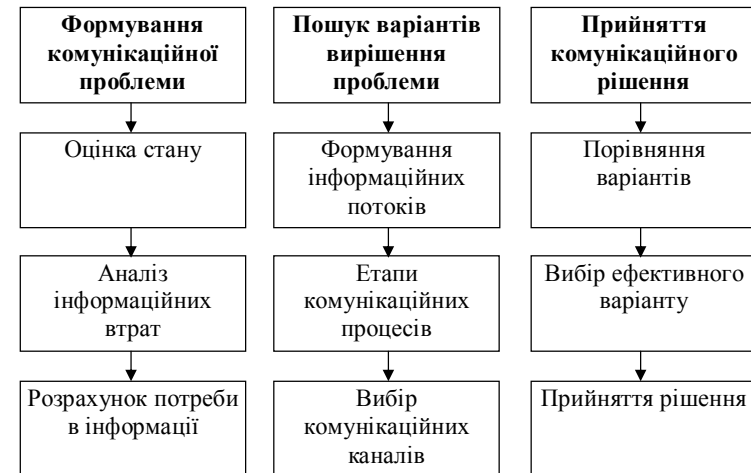 Формування
комунікаційної
проблеми
Оцінка стану
Аналіз
інформаційних
втрат
Розрахунок потреби
в інформації
Пошук варіантів
вирішення
проблеми
Формування
інформаційних
потоків
Етапи
комунікаційних
процесів
Вибір
комунікаційних
каналів
Прийняття
комунікаційного
рішення
Порівняння
варіантів
Вибір ефективного
варіанту
Прийняття рішення